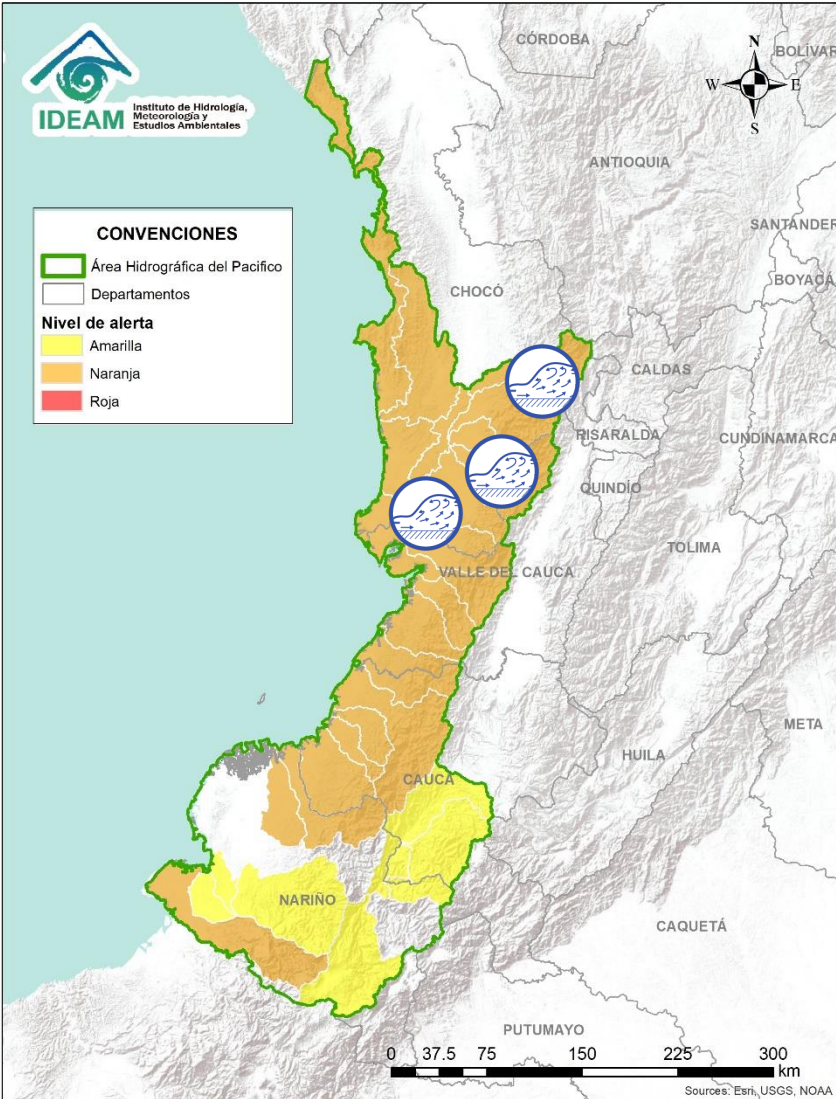 IDEAM
Instituto de Hidrología,
Meteorología y
Estudios Ambientales
CÓRDOBA
BOLÍVAR
N
W
E
S
ANTIOQUIA
SANTANDER
BOYACÁ
CONVENCIONES
Área Hidrográfica del Pacifico
Departamentos
Nivel de alerta
Amarilla
Naranja
Roja
CHOCÓ
CALDAS
RISARALDA
CUNDINAMARCA
QUINDÍO
TOLIMA
VALLE DEL CAUCA
META
HUILA
CAUCA
NARIÑO
CAQUETÁ
PUTUMAYO
0 37.5 75 150 225 300
km
Sources: Esri, USGS, NOAA